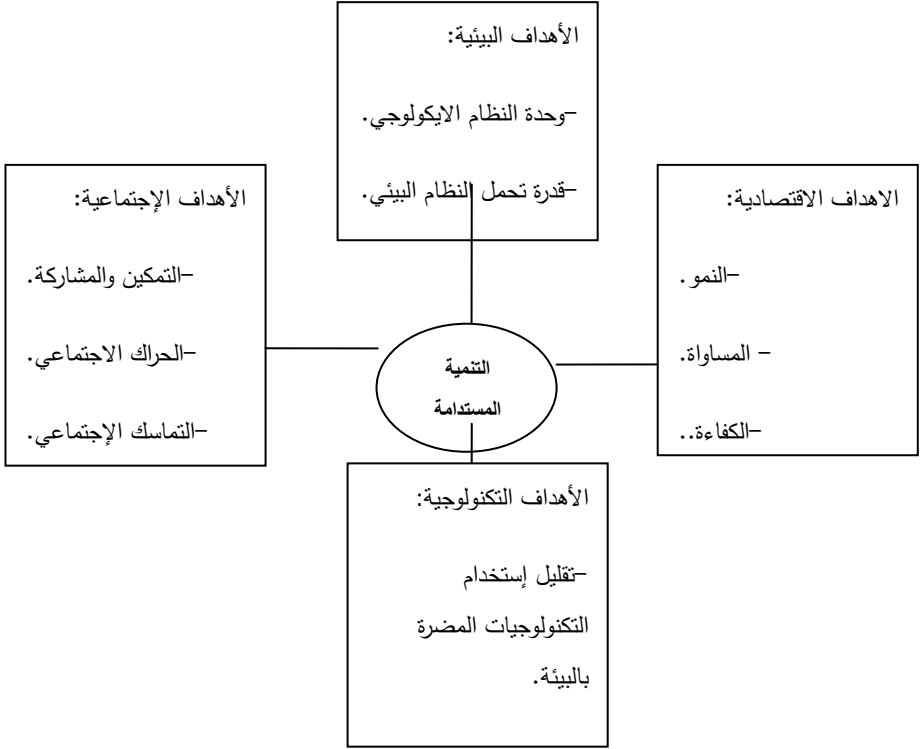 الأهداف البيئية:
-وحدة النظام الايكولوجي.
-قدرة تحمل النظام البيئي.
الاهداف الاقتصادية:
-النمو.
- المساواة.
-الكفاءة..
الأهداف الإجتماعية:
-التمكين والمشاركة.
-الحراك الاجتماعي.
-التماسك الإجتماعي.
التنمية
المستدامة
الأهداف التكنولوجية:
-تقليل إستخدام
التكنولوجيات المضرة
بالبيئة.